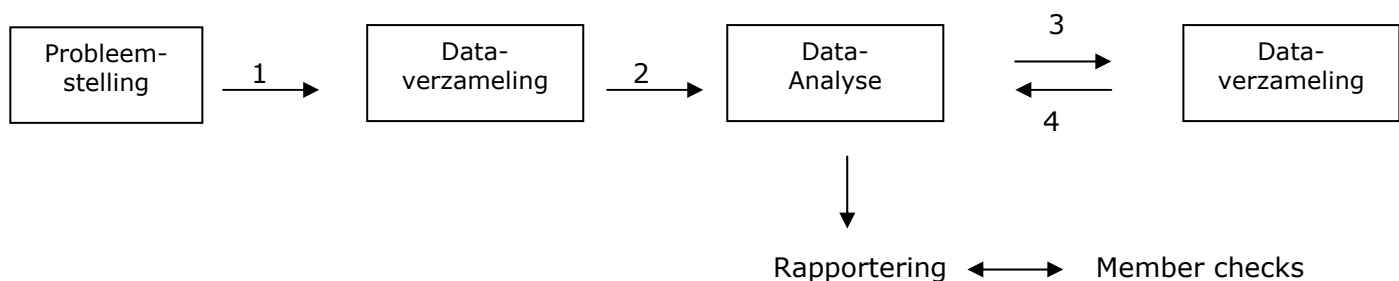 Probleem-
stelling
1
Data-
verzameling
2
Data-
Analyse
3
4
Data-
verzameling
Rapportering
Member checks